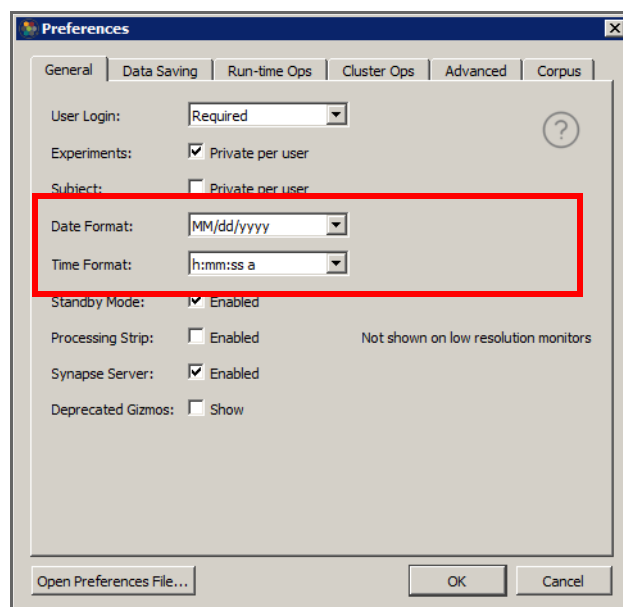 Preferences
General Data Saving Run-time Ops Cluster Ops Advanced Corpus
User Login: Required
?
Experiments: Private per user
Subject: Private per user
Date Format: MM/dd/yyyy
Time Format: h:mm:ss a
Standby Mode: Enabled
Processing Strip: Enabled Not shown on low resolution monitors
Synapse Server: Enabled
Deprecated Gizmos: Show
Open Preferences File... OK Cancel